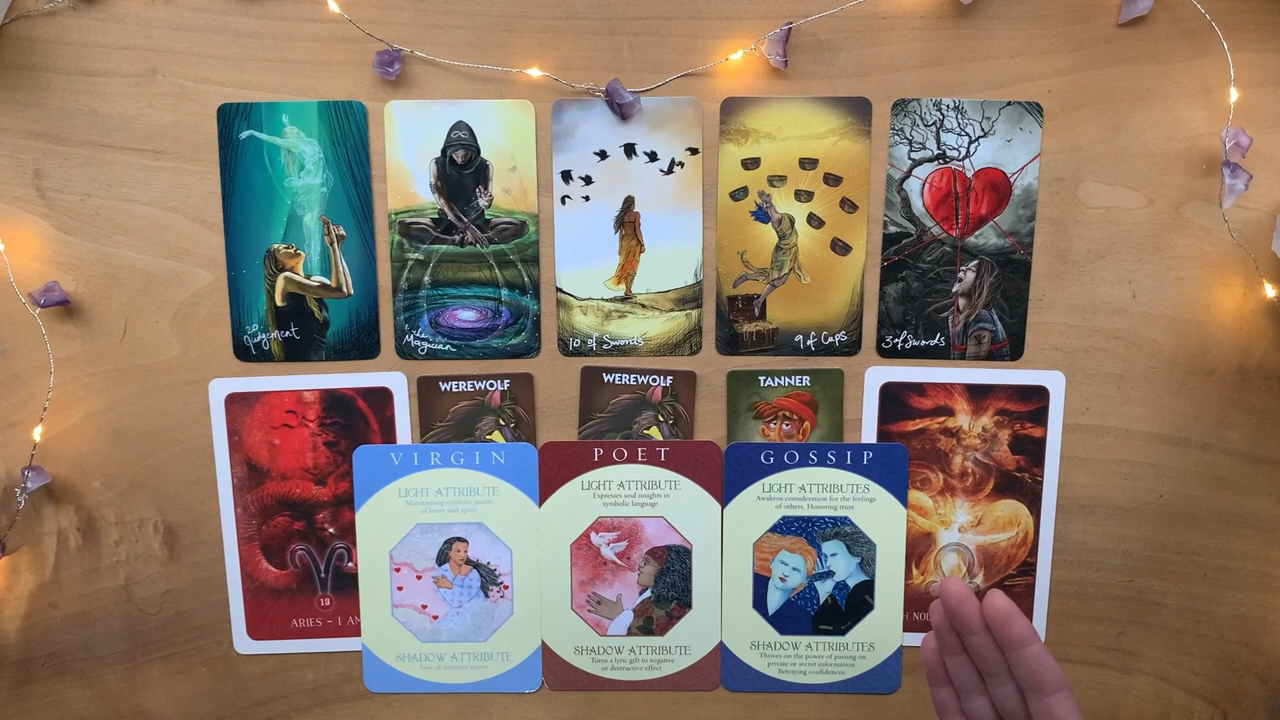 20.
Judgement
1. The
Magician
10 of Swords
9 of Cups
3 of Swords
WEREWOLF
WEREWOLF
TANNER
13
ARIES – I AM
VIRGIN
LIGHT ATTRIBUTE
Maintaining symbolic purity
of heart and spirit.
SHADOW ATTRIBUTE
POET
LIGHT ATTRIBUTE
Expresses soul insights in
symbolic language.
SHADOW ATTRIBUTE
Turns a lyric gift to negative
or destructive effect.
GOSSIP
LIGHT ATTRIBUTES
Awakens consideration for the feelings
of others. Honoring trust.
SHADOW ATTRIBUTES
Thrives on the power of passing on
private or secret information.
Betraying confidences.